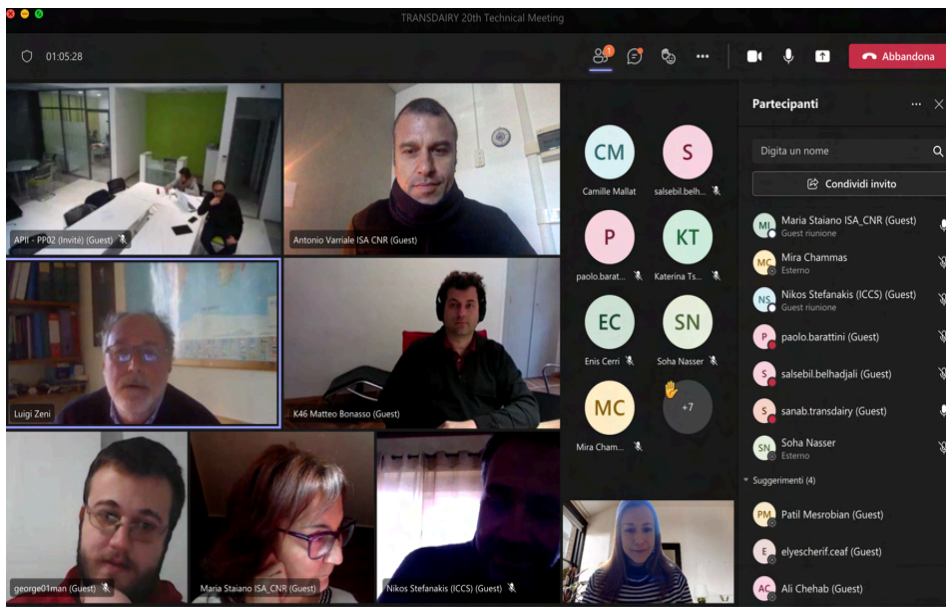 TRANSDAIRY 20th Technical Meeting
01:05:28
1
Abbandona
APII - PP02 (Invité) (Guest)
Antonio Varriale ISA CNR (Guest)
Luigi Zeni
K46 Matteo Bonasso (Guest)
george01man (Guest)
Maria Staiano ISA_CNR (Guest)
Nikos Stefanakis (ICCS) (Guest)
CM
S
Camille Mallat
salsebil.belh...
P
KT
paolo.barat...
Katerina Ts...
EC
SN
Enis Cerri
Soha Nasser
MC
+7
Mira Cham...
Partecipanti
Digita un nome
Condividi invito
MI
Maria Staiano ISA_CNR (Guest)
Guest riunione
MC
Mira Chammas
Esterno
NS
Nikos Stefanakis (ICCS) (Guest)
Guest riunione
P
paolo.barattini (Guest)
S
salsebil.belhadjali (Guest)
S
sanab.transdairy (Guest)
SN
Soha Nasser
Esterno
Suggerimenti (4)
PM
Patil Mesrobian (Guest)
E
elyescherif.ceaf (Guest)
AC
Ali Chehab (Guest)